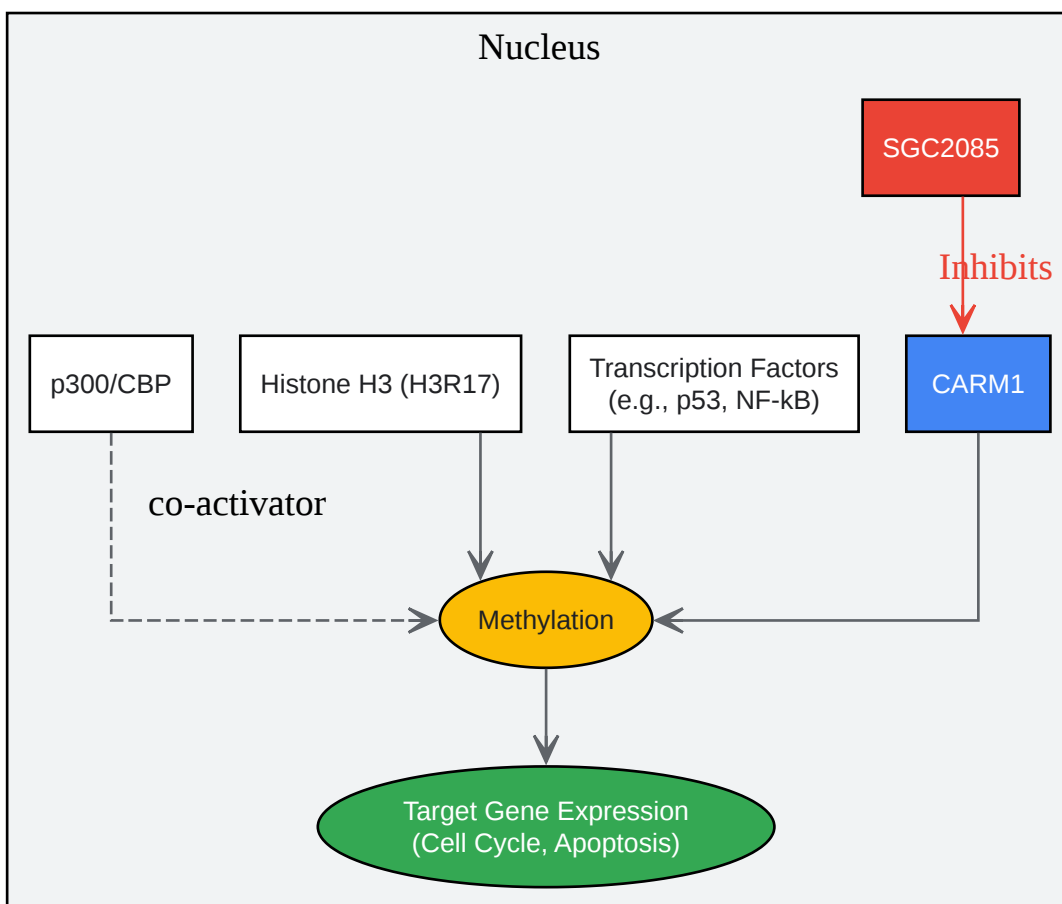 Nucleus
SGC2085
Inhibits
p300/CBP
Histone H3 (H3R17)
Transcription Factors
(e.g., p53, NF-kB)
CARM1
co-activator
Methylation
Target Gene Expression
(Cell Cycle, Apoptosis)